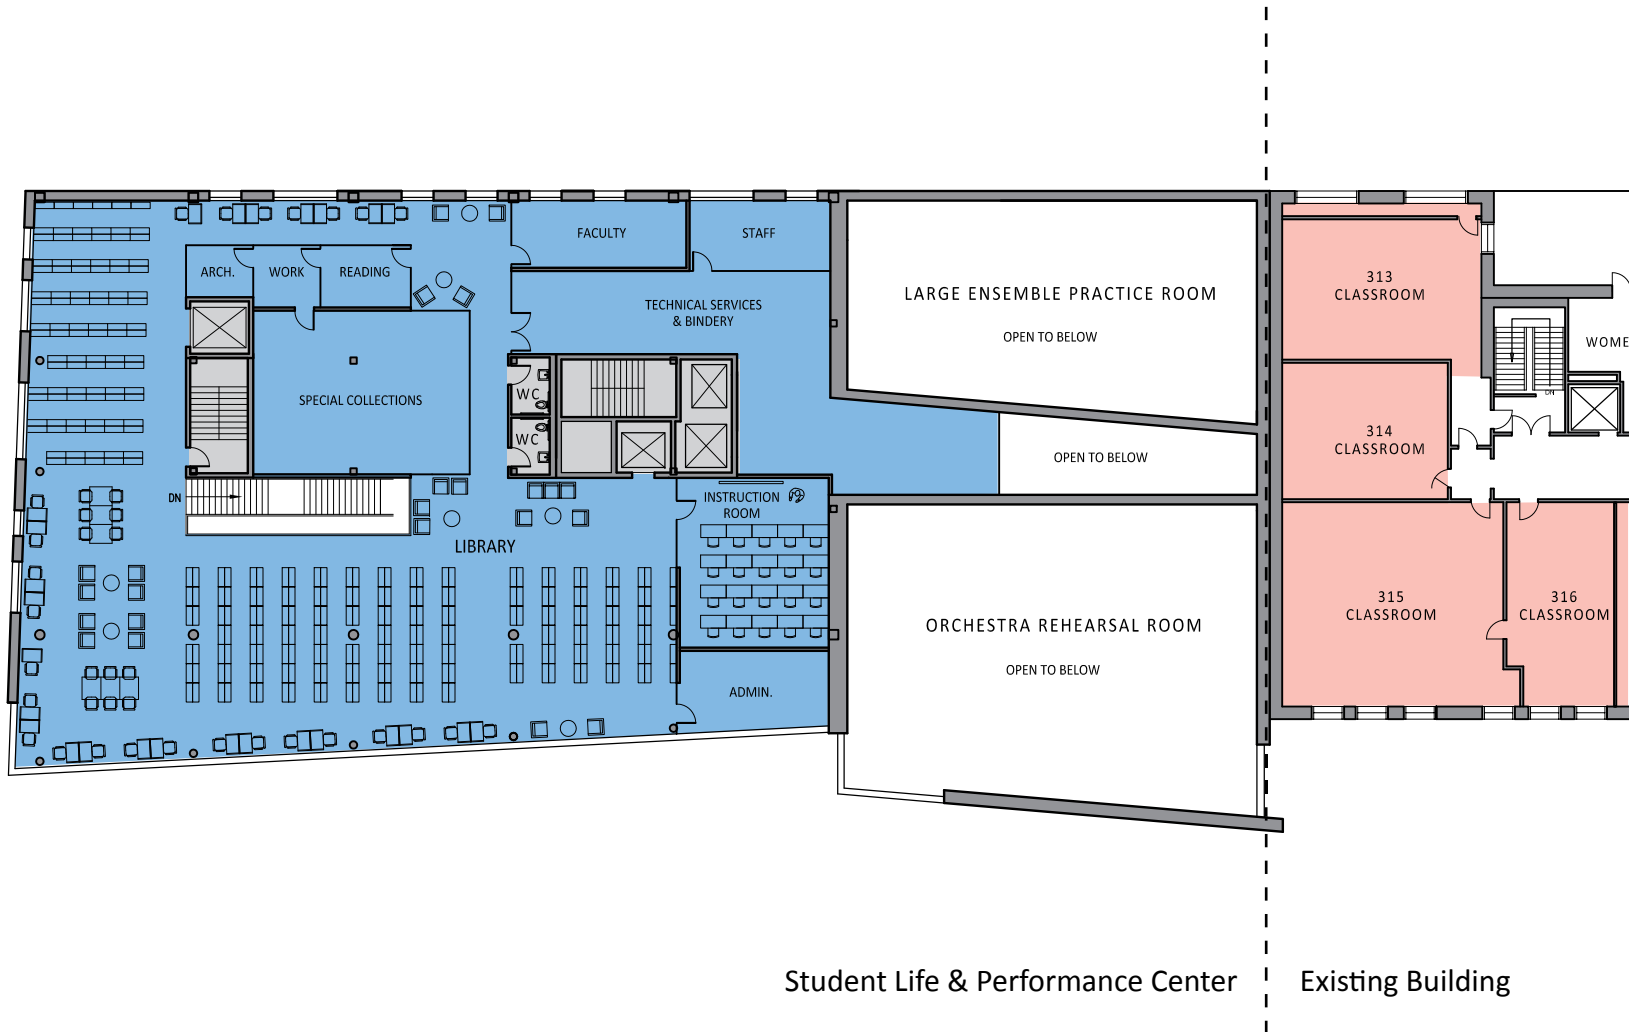 FACULTY
STAFF
ARCH.
WORK
READING
TECHNICAL SERVICES
& BINDERY
LARGE ENSEMBLE PRACTICE ROOM
OPEN TO BELOW
313
CLASSROOM
WOME
DN
SPECIAL COLLECTIONS
WC
WC
314
CLASSROOM
OPEN TO BELOW
DN
INSTRUCTION
ROOM
LIBRARY
315
CLASSROOM
316
CLASSROOM
ORCHESTRA REHEARSAL ROOM
OPEN TO BELOW
ADMIN.
Student Life & Performance Center
Existing Building